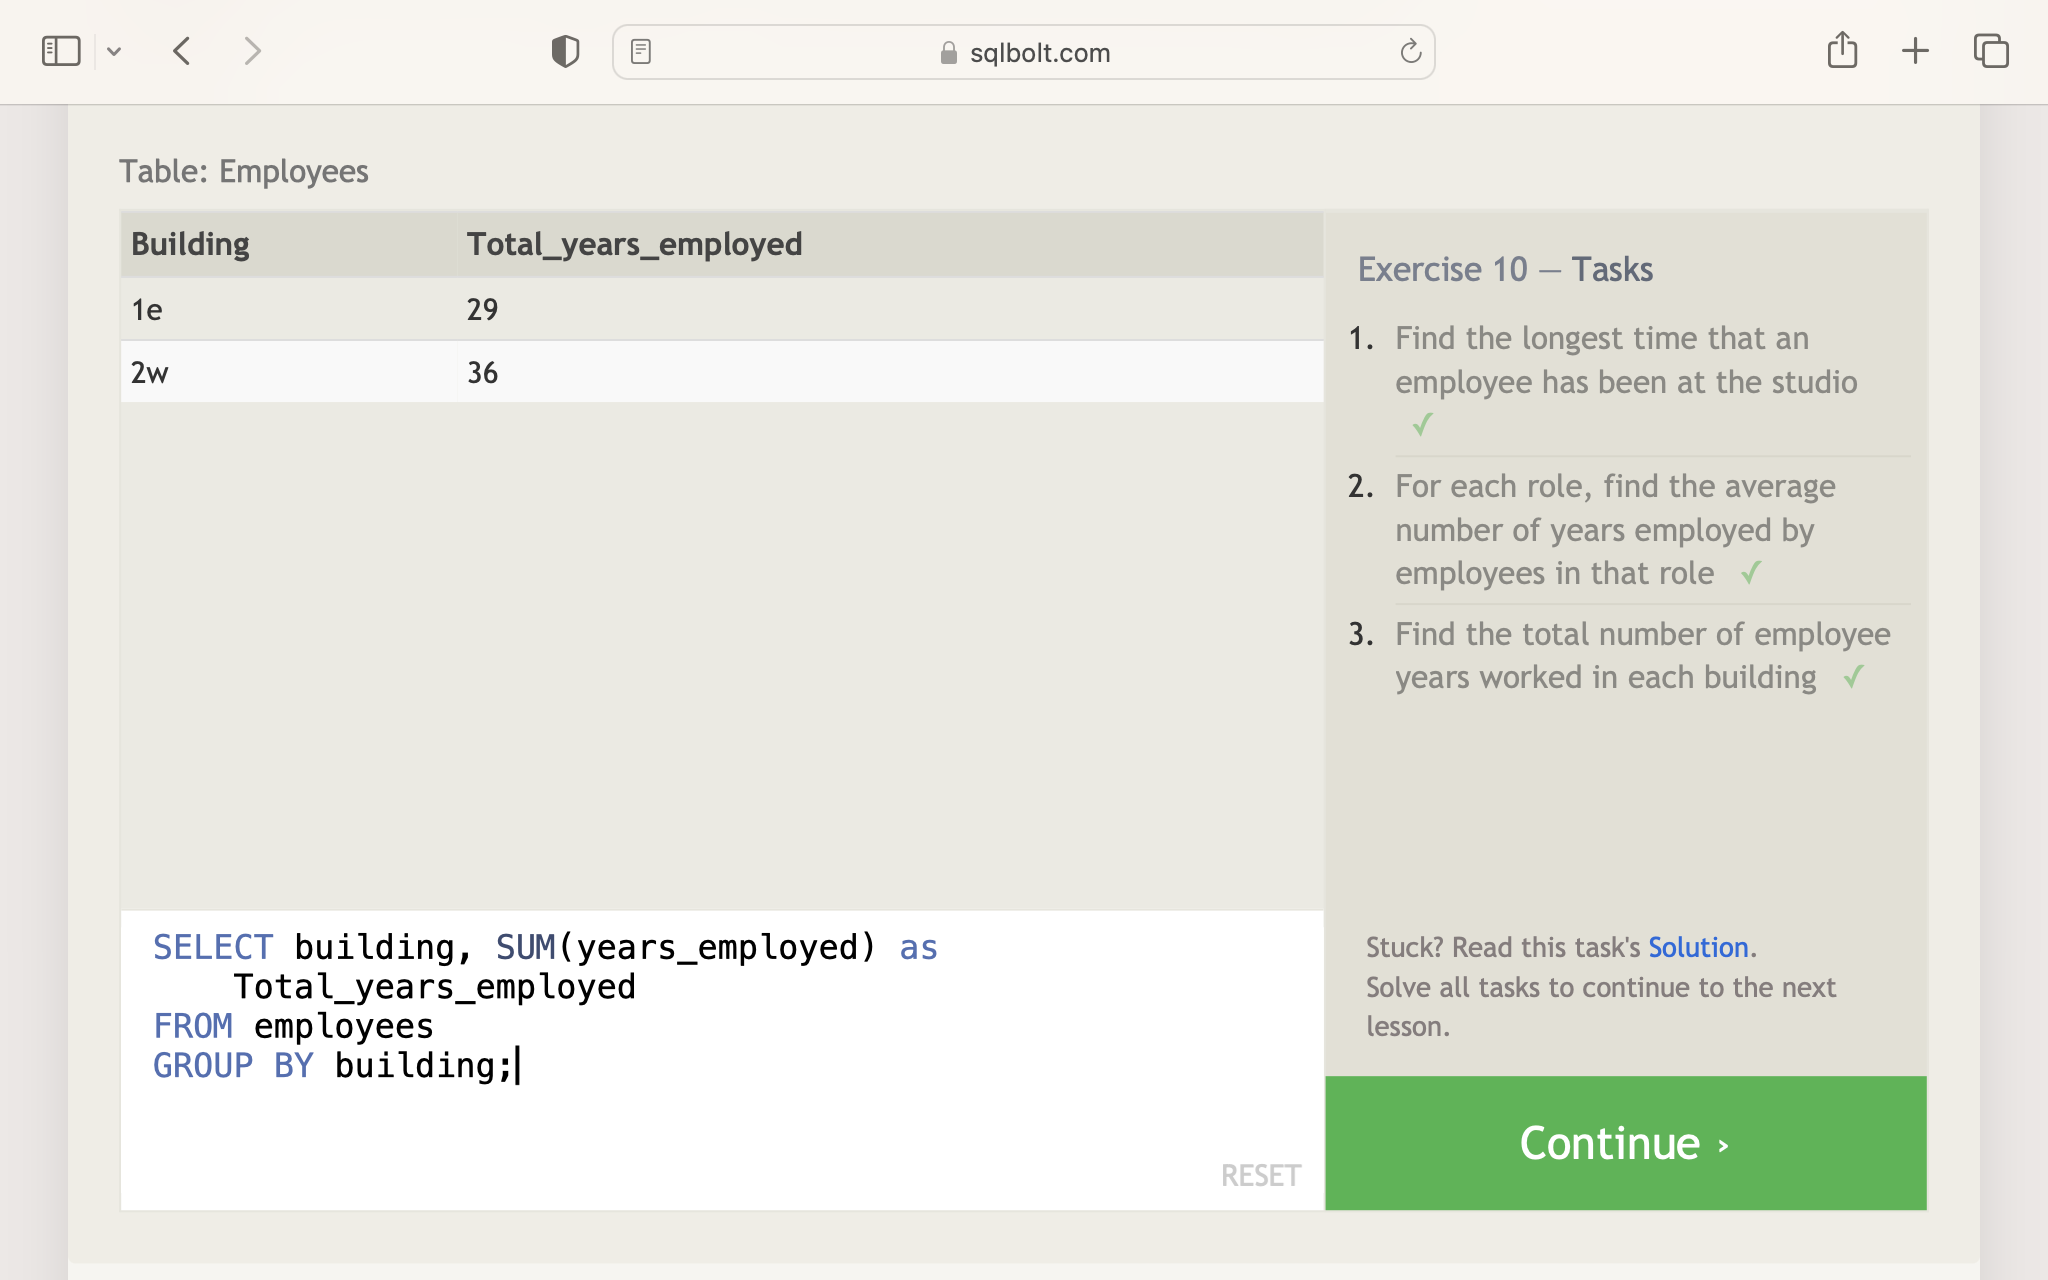 sqlbolt.com
Table: Employees
Building Total_years_employed
1e 29
2w 36
SELECT building, SUM(years_employed) as
Total_years_employed
FROM employees
GROUP BY building;
RESET
Exercise 10 — Tasks
1. Find the longest time that an
employee has been at the studio
✓
2. For each role, find the average
number of years employed by
employees in that role ✓
3. Find the total number of employee
years worked in each building ✓
Stuck? Read this task's Solution.
Solve all tasks to continue to the next
lesson.
Continue ›